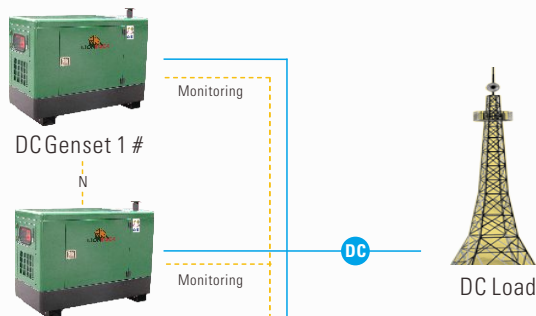 Monitoring
DC Genset 1 #
N
DC
Monitoring
DC Load